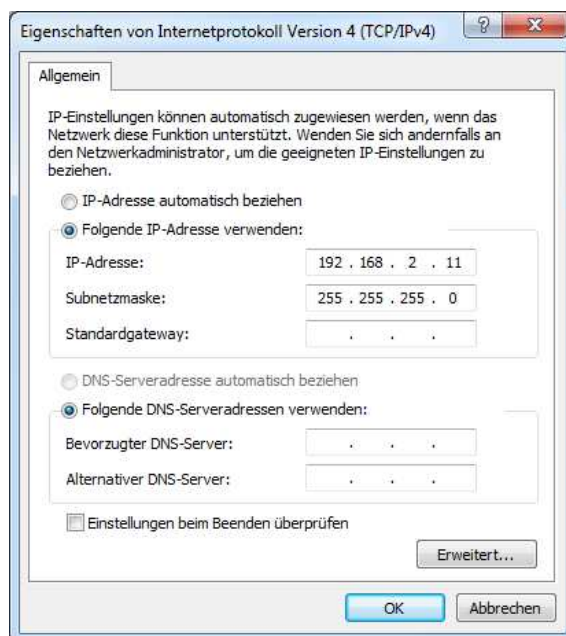 Eigenschaften von Internetprotokoll Version 4 (TCP/IPv4)
Allgemein
IP-Einstellungen können automatisch zugewiesen werden, wenn das
Netzwerk diese Funktion unterstützt. Wenden Sie sich andernfalls an
den Netzwerkadministrator, um die geeigneten IP-Einstellungen zu
beziehen.
IP-Adresse automatisch beziehen
Folgende IP-Adresse verwenden:
IP-Adresse: 192 . 168 . 2 . 11
Subnetzmaske: 255 . 255 . 255 . 0
Standardgateway: . . .
DNS-Serveradresse automatisch beziehen
Folgende DNS-Serveradressen verwenden:
Bevorzugter DNS-Server: . . .
Alternativer DNS-Server: . . .
Einstellungen beim Beenden überprüfen
Erweitert...
OK Abbrechen